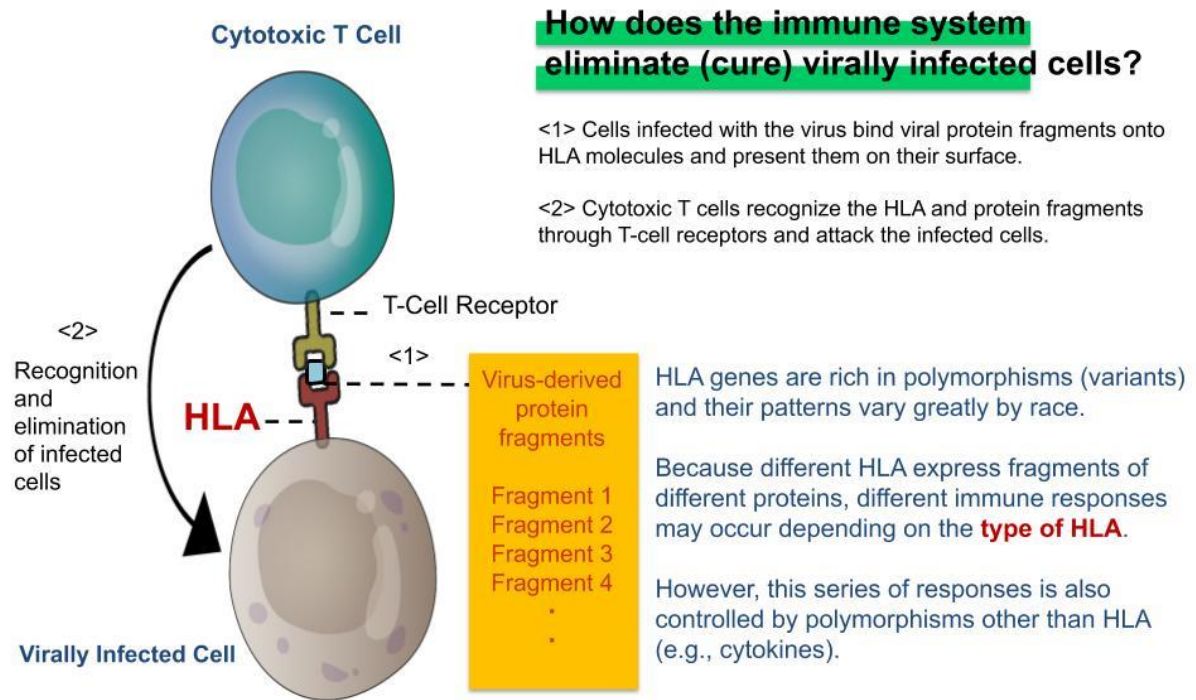 Cytotoxic T Cell
How does the immune system
eliminate (cure) virally infected cells?
<1> Cells infected with the virus bind viral protein fragments onto
HLA molecules and present them on their surface.
<2> Cytotoxic T cells recognize the HLA and protein fragments
through T-cell receptors and attack the infected cells.
T-Cell Receptor
<1>
<2>
Recognition
and
elimination
of infected
cells
HLA
Virus-derived
protein
fragments
Fragment 1
Fragment 2
Fragment 3
Fragment 4
.
.
HLA genes are rich in polymorphisms (variants)
and their patterns vary greatly by race.
Because different HLA express fragments of
different proteins, different immune responses
may occur depending on the type of HLA.
However, this series of responses is also
controlled by polymorphisms other than HLA
(e.g., cytokines).
Virally Infected Cell